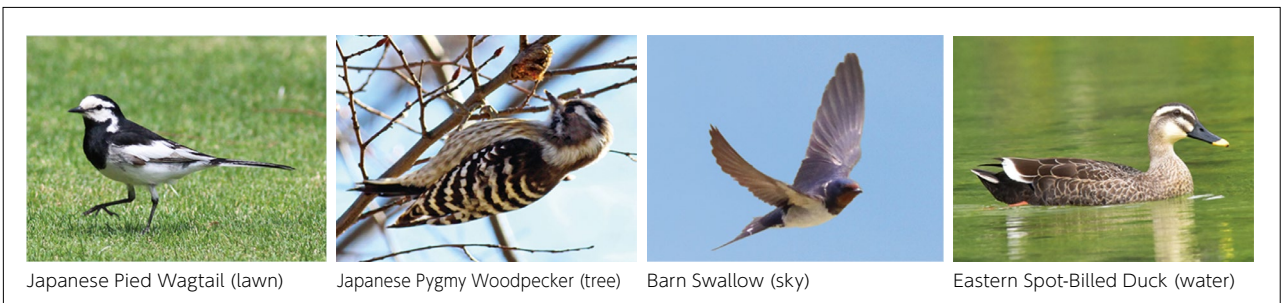 Japanese Pied Wagtail (lawn)
Japanese Pygmy Woodpecker (tree)
Barn Swallow (sky)
Eastern Spot-Billed Duck (water)